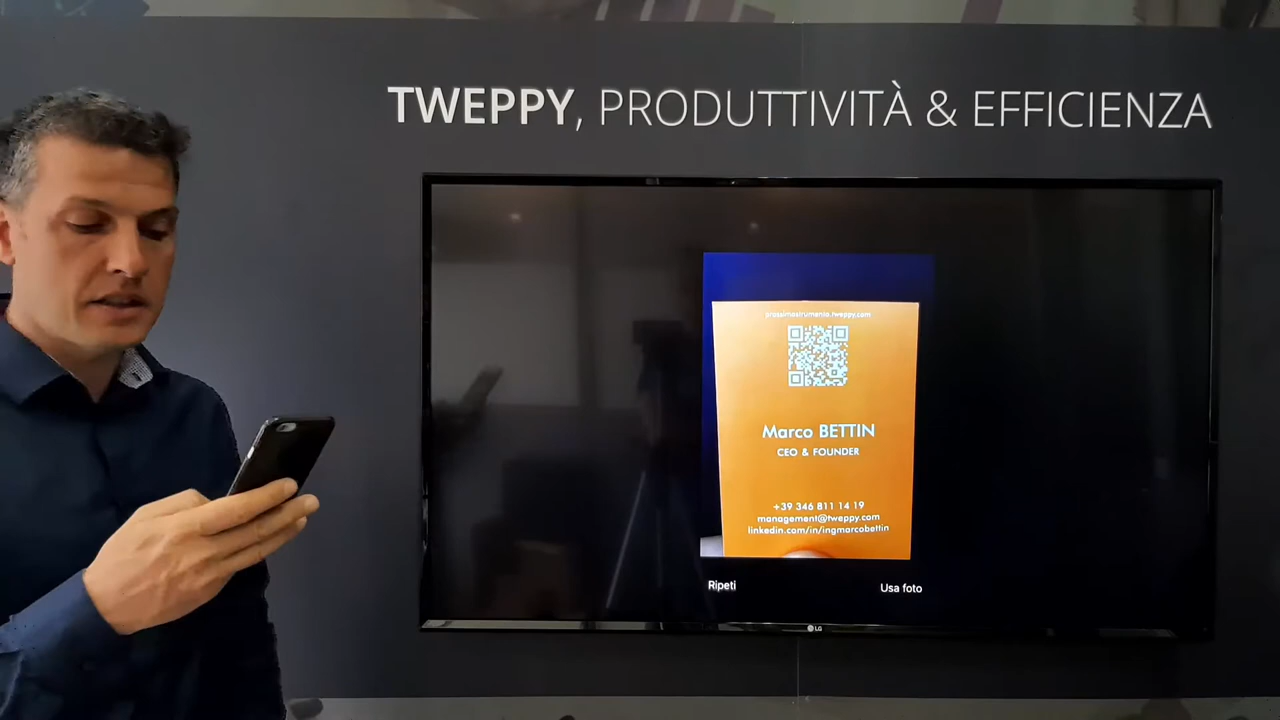 TWEPPY, PRODUTTIVITÀ & EFFICIENZA
prossimostrumento.tweppy.com
Marco BETTIN
CEO & FOUNDER
+39 346 811 14 19
management@tweppy.com
linkedin.com/in/ingmarcobettin
Ripeti
Usa foto
LG